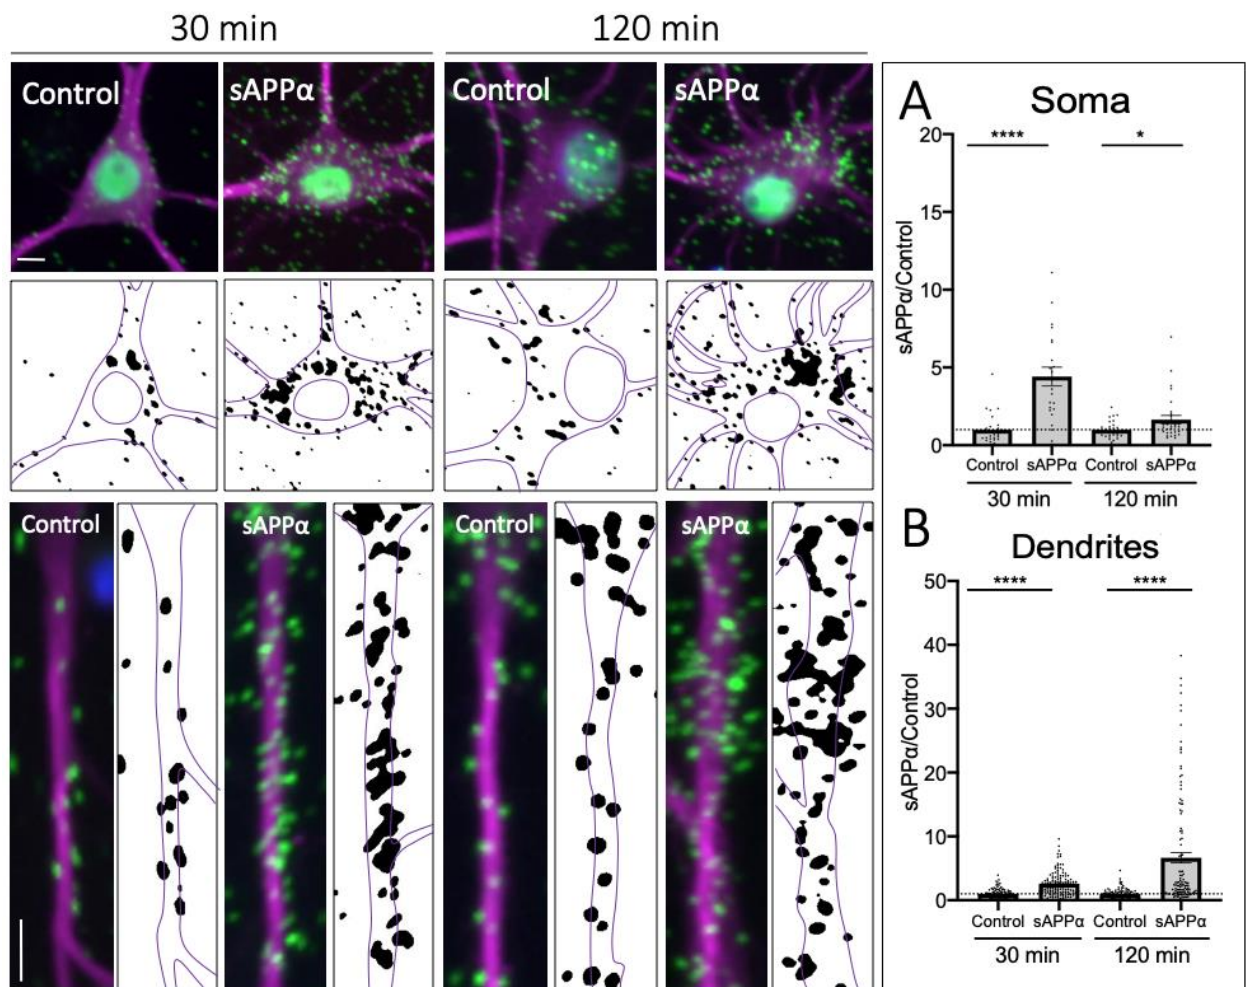 30 min 120 min
Control sAPPα Control sAPPα
Control sAPPα Control sAPPα
A Soma
20
15
10
5
0
sAPPα/Control
**** *
Control sAPPα Control sAPPα
30 min 120 min
B Dendrites
50
40
30
20
10
0
sAPPα/Control
**** ****
Control sAPPα Control sAPPα
30 min 120 min